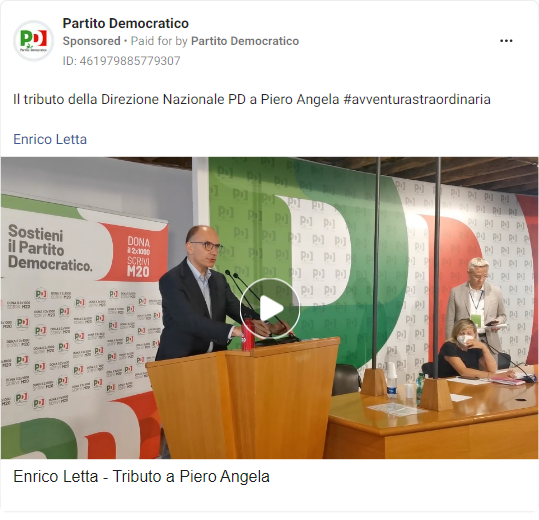 Partito Democratico
Sponsored • Paid for by Partito Democratico
ID: 461979885779307
Il tributo della Direzione Nazionale PD a Piero Angela #avventurastraordinaria
Enrico Letta
Sostieni
il Partito
Democratico.
DONA
IL 2x1000
SCRIVI
M20
Enrico Letta - Tributo a Piero Angela